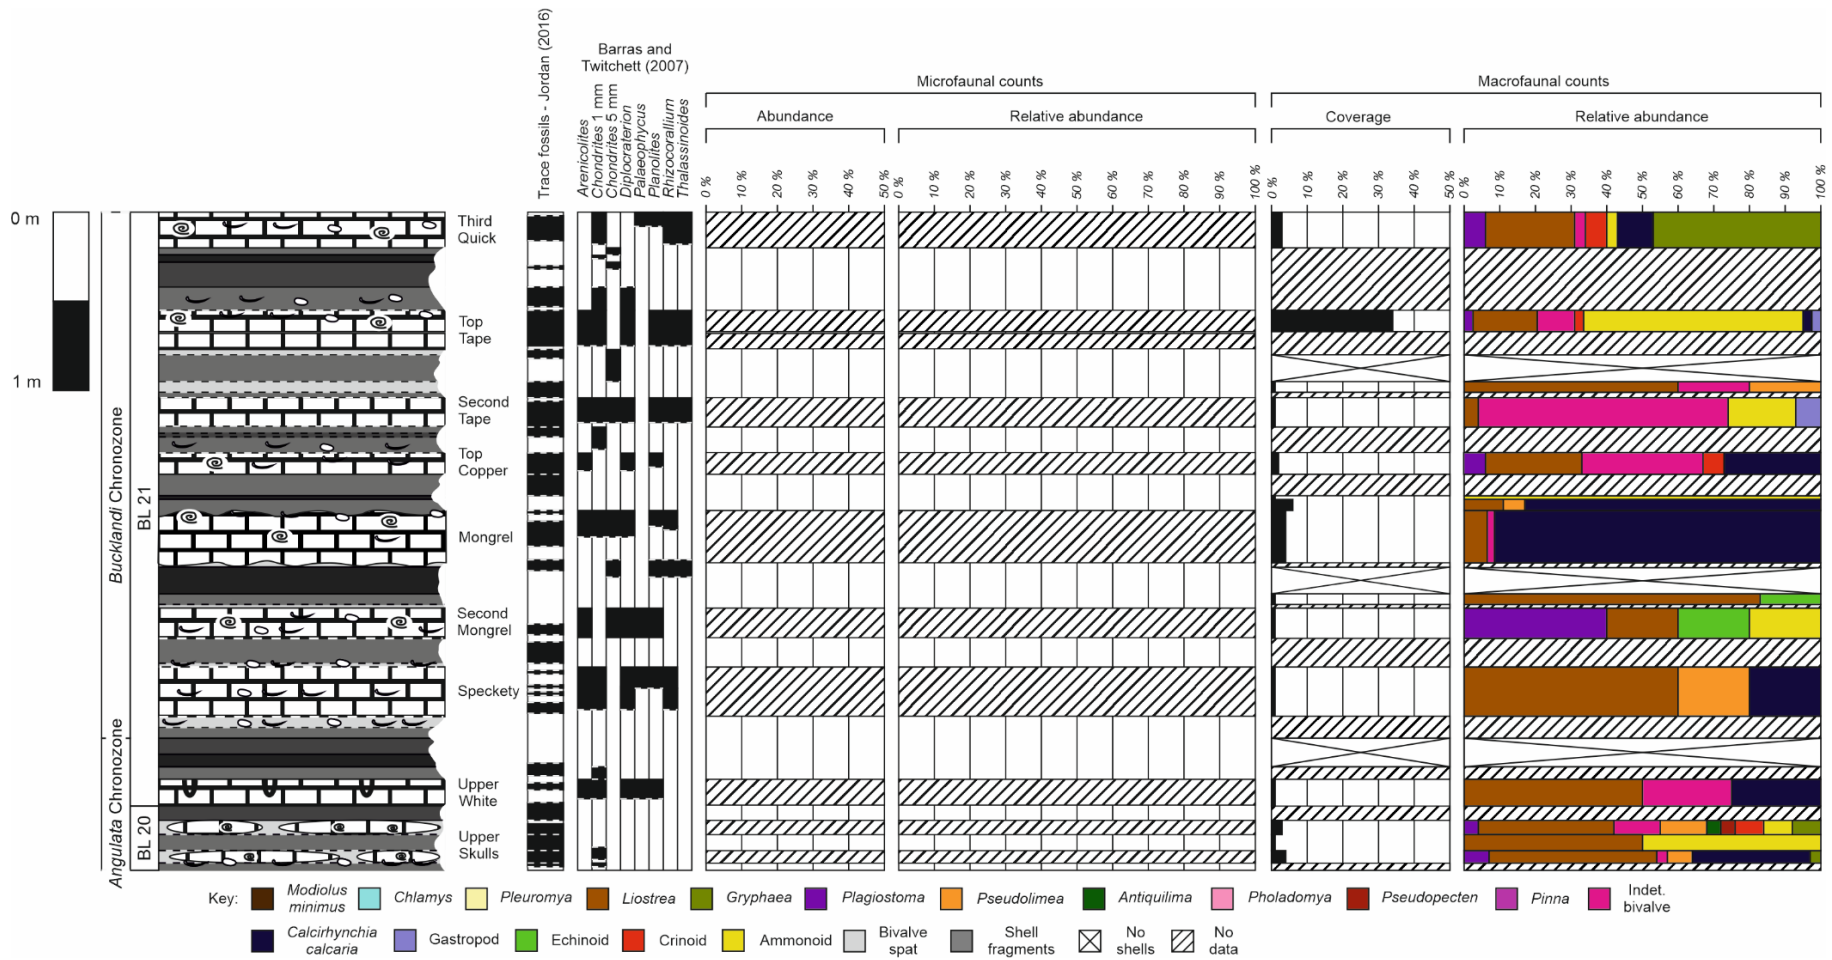 Trace fossils - Jordan (2016)
Barras and
Twitchett (2007)
Arenicolites
Chondrites 1 mm
Chondrites 5 mm
Diplocraterion
Palaeophycus
Planolites
Rhizocorallium
Thalassinoides
Microfaunal counts
Macrofaunal counts
Abundance
Relative abundance
Coverage
Relative abundance
0 %
10 %
20 %
30 %
40 %
50 %
0 %
10 %
20 %
30 %
40 %
50 %
60 %
70 %
80 %
90 %
100 %
0 %
10 %
20 %
30 %
40 %
50 %
0 %
10 %
20 %
30 %
40 %
50 %
60 %
70 %
80 %
90 %
100 %
0 m
1 m
Bucklandi Chronozone
Angulata Chronozone
BL 21
BL 20
Third
Quick
Top
Tape
Second
Tape
Top
Copper
Mongrel
Second
Mongrel
Speckety
Upper
White
Upper
Skulls
Key:
Modiolus
minimus
Chlamys
Pleuromya
Liostrea
Gryphaea
Plagiostoma
Pseudolimea
Antiquilima
Pholadomya
Pseudopecten
Pinna
Indet.
bivalve
Calcirhynchia
calcaria
Gastropod
Echinoid
Crinoid
Ammonoid
Bivalve
spat
Shell
fragments
No
shells
No
data